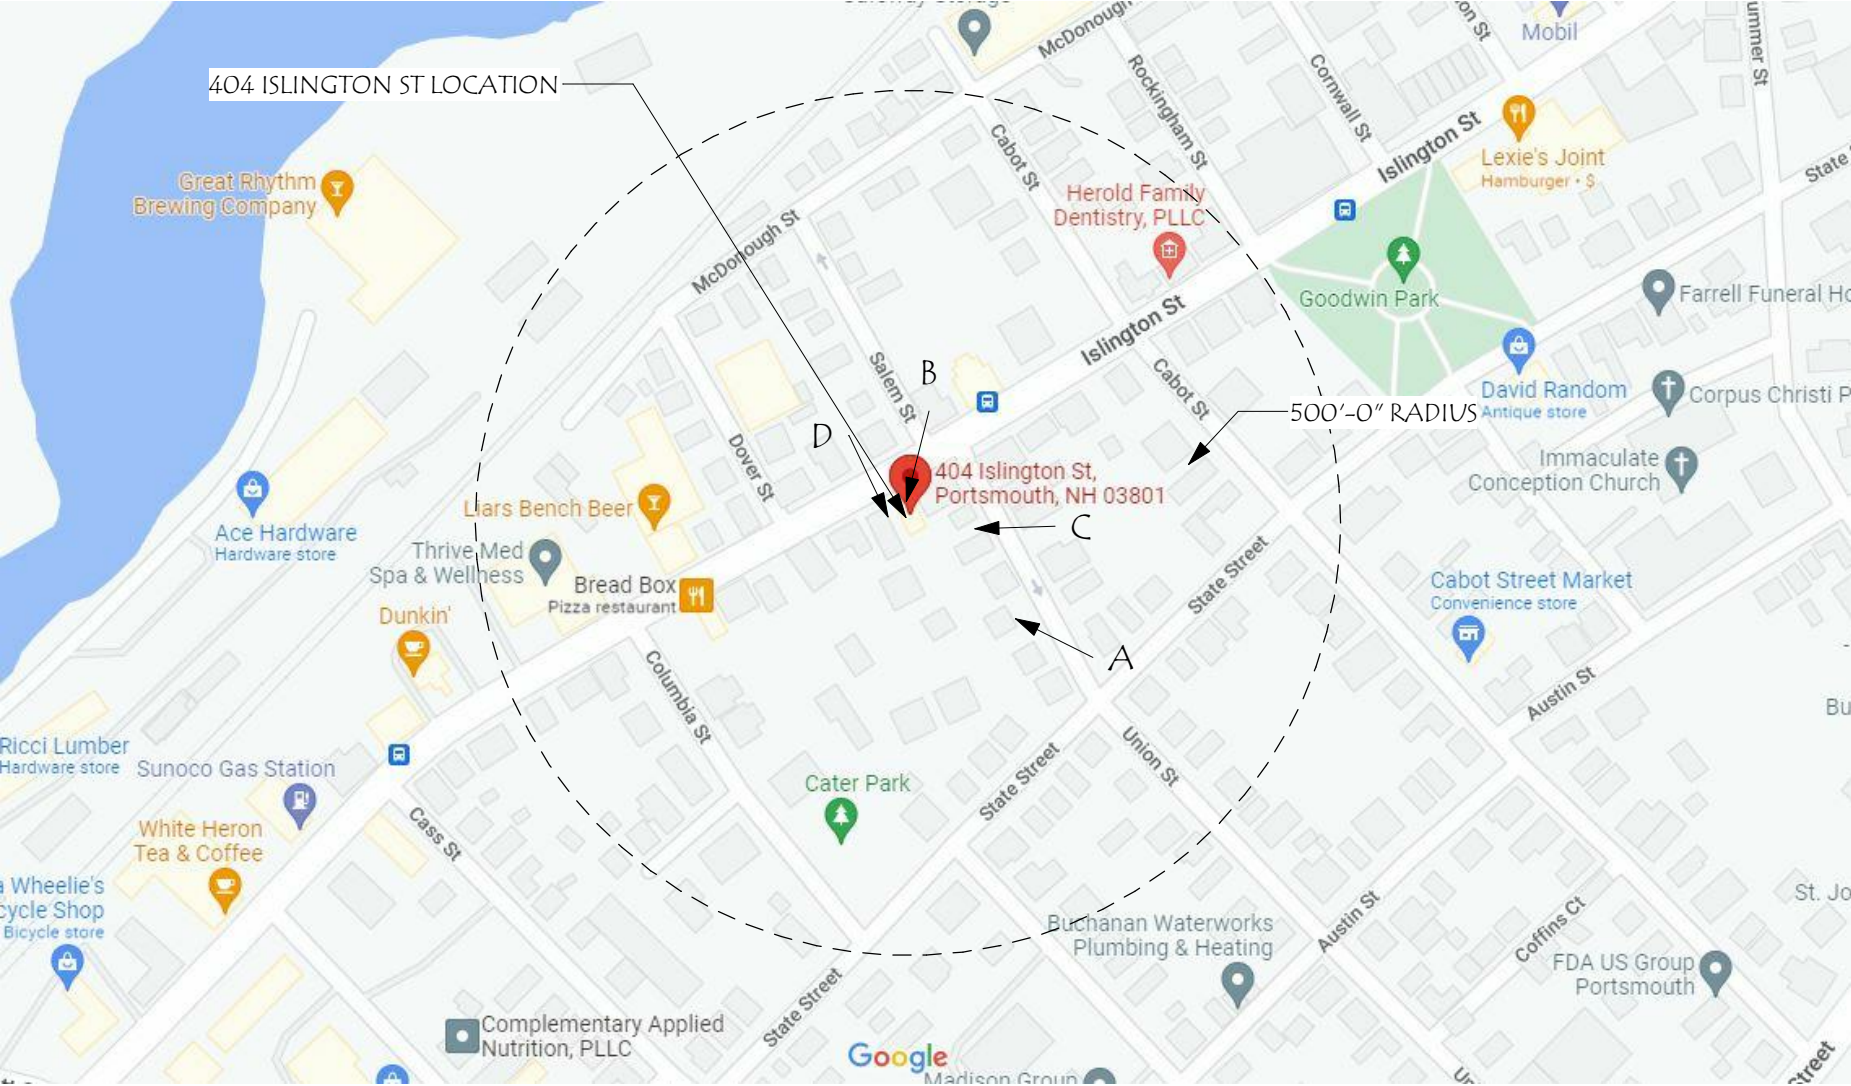 McDonough
Mobil
404 ISLINGTON ST LOCATION
Rockingham St
Cornwall St
Islington St
Cabot St
Lexie's Joint
Hamburger • $
State
Great Rhythm
Brewing Company
Herold Family
Dentistry, PLLC
McDonough St
Goodwin Park
Farrell Funeral
Islington St
Salem St
B
Cabot St
David Random
Antique store
Corpus Christi
500'-0" RADIUS
D
Dover St
404 Islington St,
Portsmouth, NH 03801
Immaculate
Conception Church
Liars Bench Beer
Ace Hardware
Hardware store
C
Thrive Med
Spa & Wellness
Bread Box
Pizza restaurant
State Street
Cabot Street Market
Convenience store
Dunkin'
A
Columbia St
Austin St
Ricci Lumber
Hardware store
Sunoco Gas Station
Union St
State Street
Cater Park
White Heron
Tea & Coffee
Cass St
Wheelie's
cycle Shop
Bicycle store
Buchanan Waterworks
Plumbing & Heating
Austin St
Coffins Ct
St. Jo
FDA US Group
Portsmouth
State Street
Complementary Applied
Nutrition, PLLC
Google
Madison Group